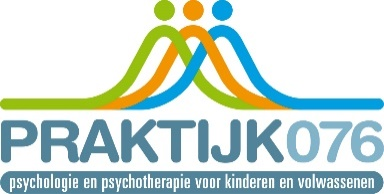 PRAKTIJK076
psychologie en psychotherapie voor kinderen en volwassenen